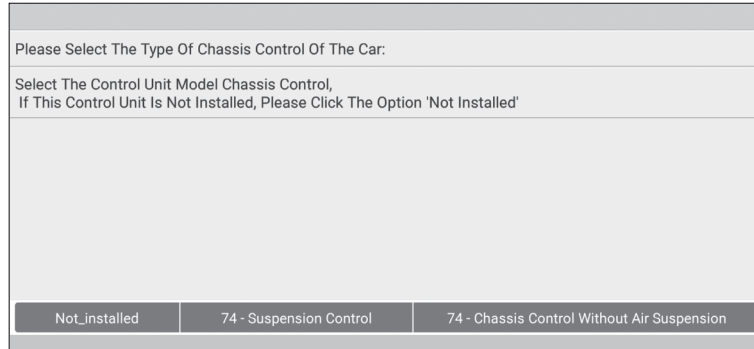 Please Select The Type Of Chassis Control Of The Car:
Select The Control Unit Model Chassis Control,
If This Control Unit Is Not Installed, Please Click The Option 'Not Installed'
Not_installed
74 - Suspension Control
74 - Chassis Control Without Air Suspension